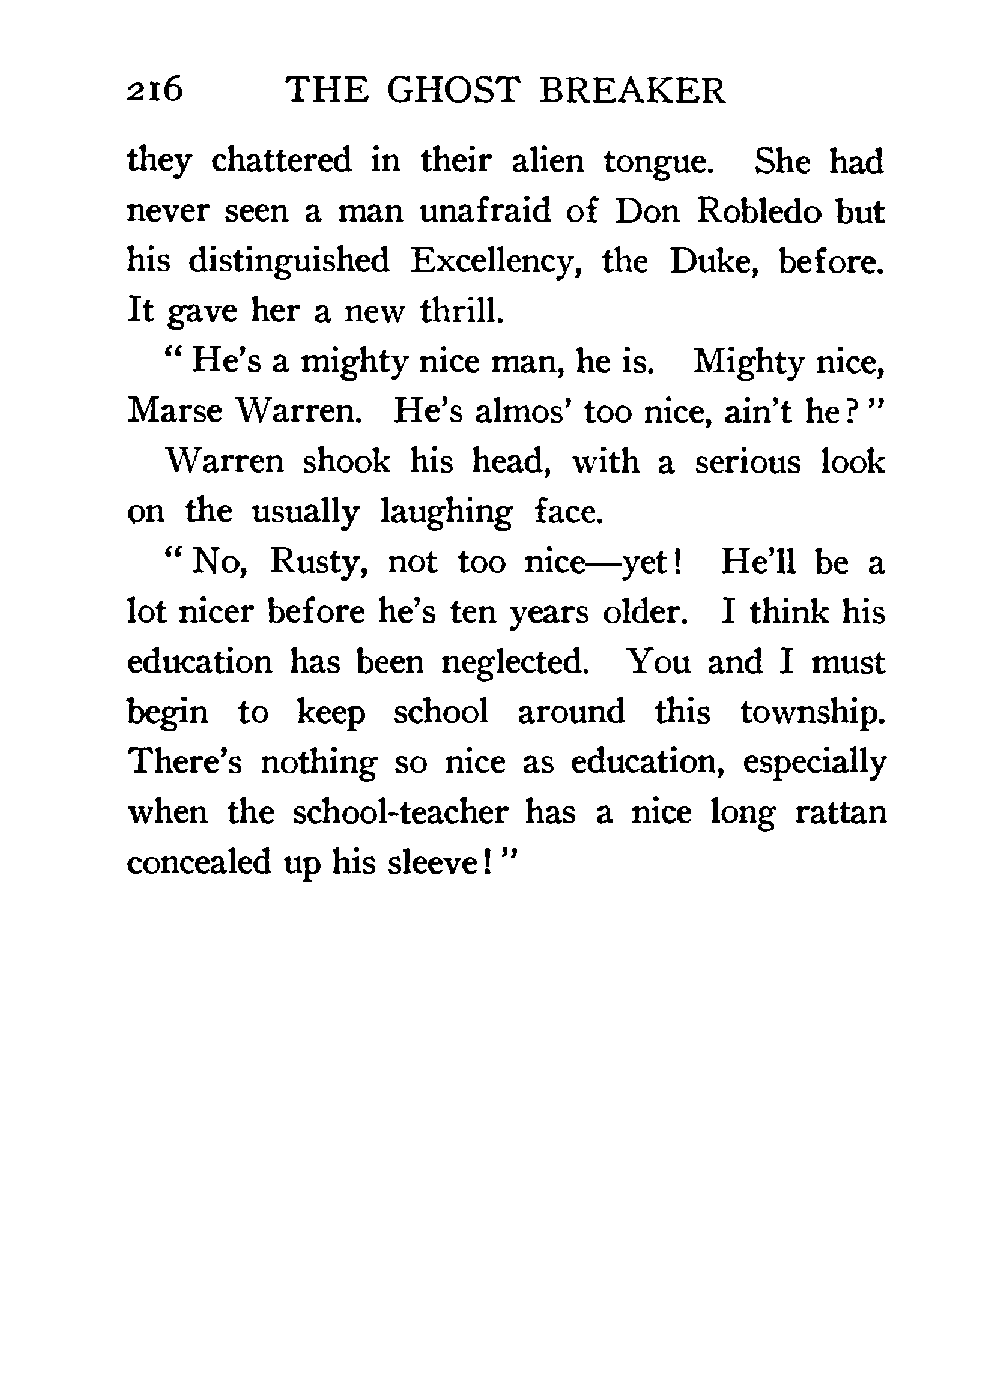 216 THE GHOST BREAKER
they chattered in their alien tongue. She had
never seen a man unafraid of Don Robledo but
his distinguished Excellency, the Duke, before.
It gave her a new thrill.
“ He’s a mighty nice man, he is. Mighty nice,
Marse Warren. He’s almos’ too nice, ain’t he? ”
Warren shook his head, with a serious look
on the usually laughing face.
“ No, Rusty, not too nice—yet! He’ll be a
lot nicer before he’s ten years older. I think his
education has been neglected. You and I must
begin to keep school around this township.
There’s nothing so nice as education, especially
when the school-teacher has a nice long rattan
concealed up his sleeve! ”